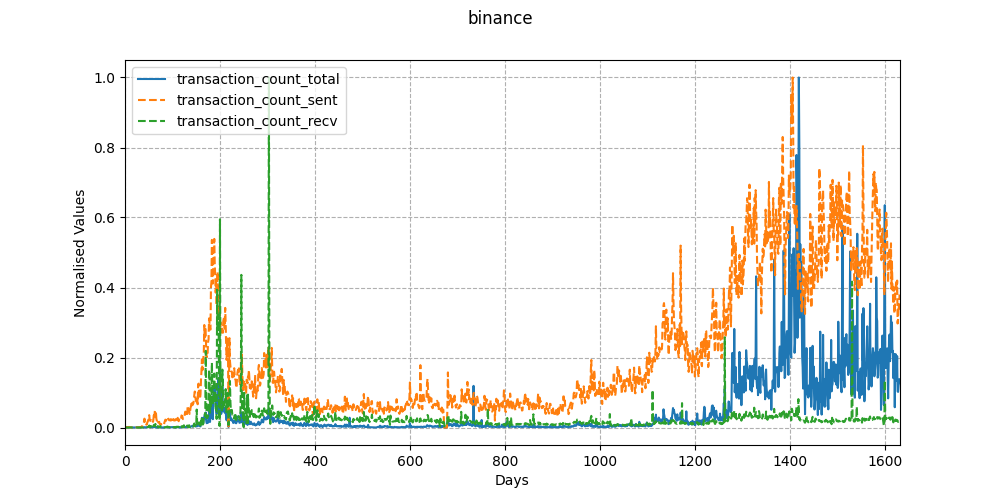 binance
transaction_count_total
transaction_count_sent
transaction_count_recv
Normalised Values
1.0
0.8
0.6
0.4
0.2
0.0
0 200 400 600 800 1000 1200 1400 1600
Days